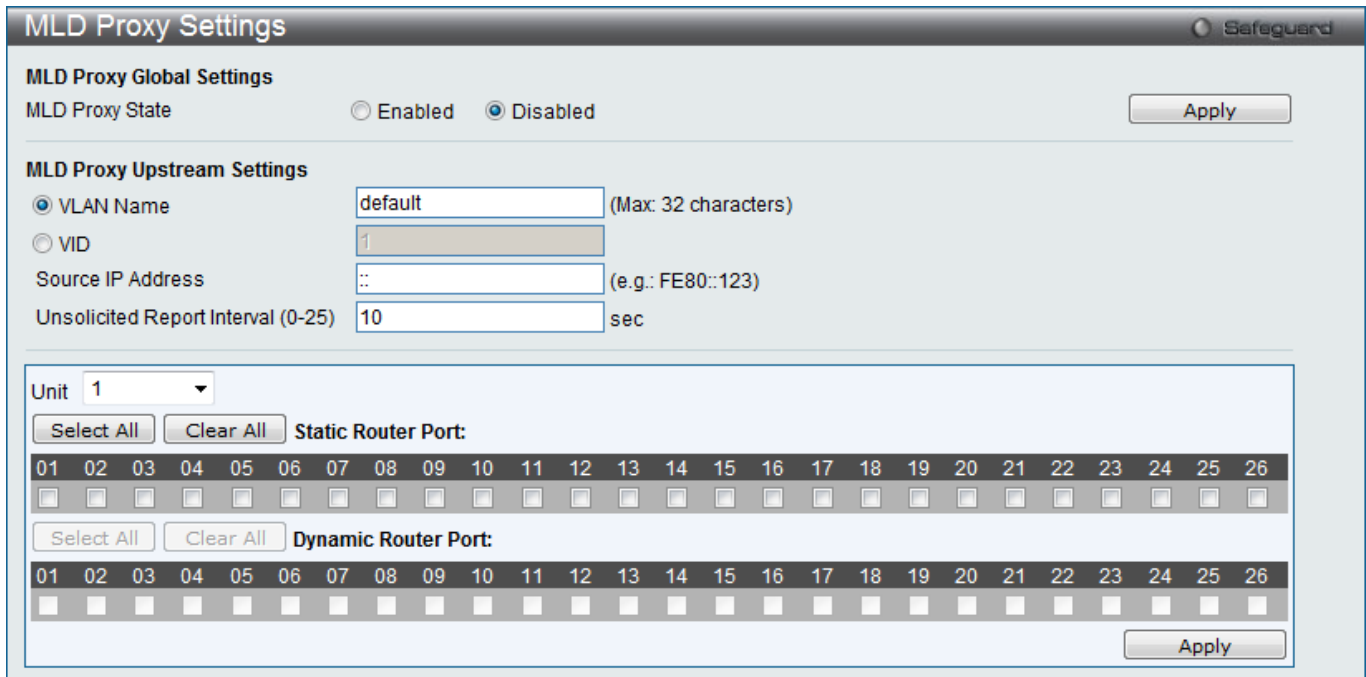 MLD Proxy Settings Safeguard
MLD Proxy Global Settings
MLD Proxy State Enabled Disabled Apply
MLD Proxy Upstream Settings
VLAN Name default (Max: 32 characters)
VID 1
Source IP Address :: (e.g.: FE80::123)
Unsolicited Report Interval (0-25) 10 sec
Unit 1
Select All Clear All Static Router Port:
01 02 03 04 05 06 07 08 09 10 11 12 13 14 15 16 17 18 19 20 21 22 23 24 25 26
Select All Clear All Dynamic Router Port:
01 02 03 04 05 06 07 08 09 10 11 12 13 14 15 16 17 18 19 20 21 22 23 24 25 26
Apply